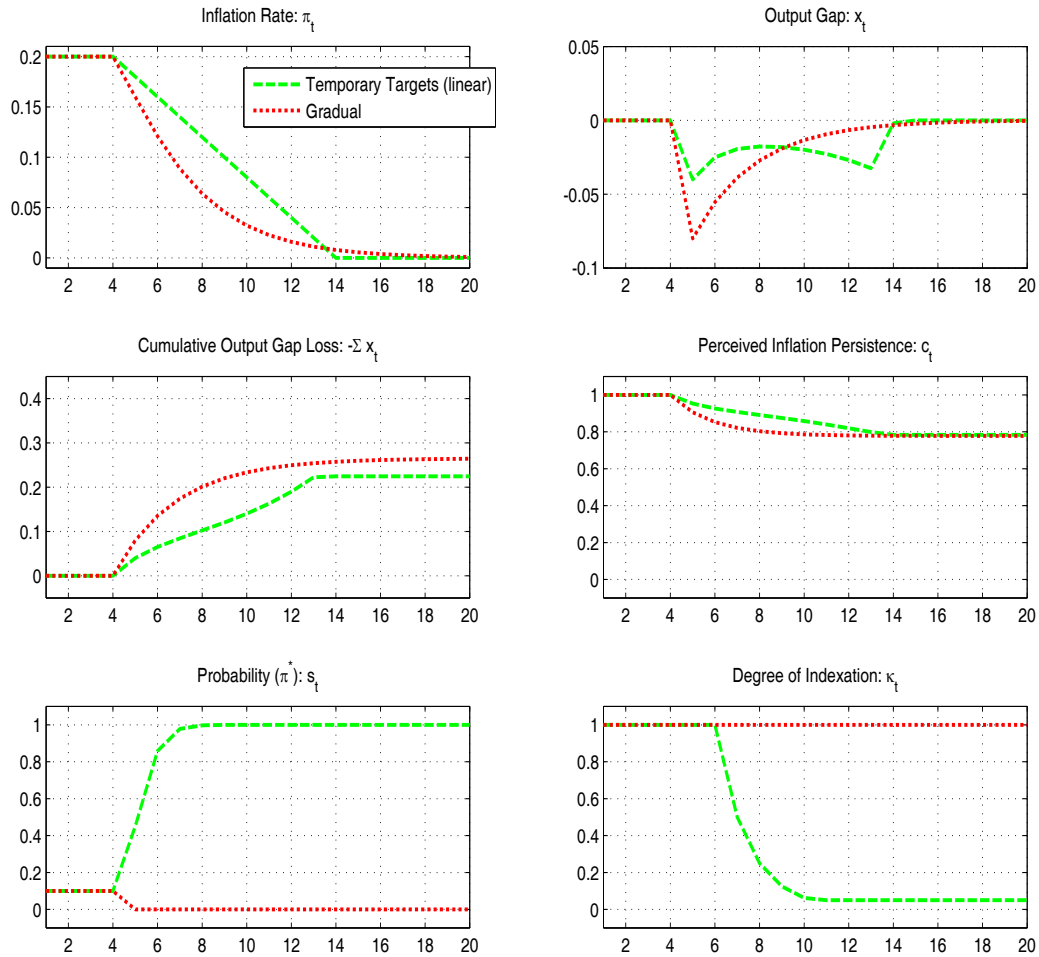 Inflation Rate: πt
0.2
0.15
0.1
0.05
0
2 4 6 8 10 12 14 16 18 20
Temporary Targets (linear)
Gradual
Output Gap: xt
0.05
0
-0.05
-0.1
2 4 6 8 10 12 14 16 18 20
Cumulative Output Gap Loss: -Σ xt
0.4
0.3
0.2
0.1
0
2 4 6 8 10 12 14 16 18 20
Perceived Inflation Persistence: ct
1
0.8
0.6
0.4
0.2
0
2 4 6 8 10 12 14 16 18 20
Probability (π*): st
1
0.8
0.6
0.4
0.2
0
2 4 6 8 10 12 14 16 18 20
Degree of Indexation: κt
1
0.8
0.6
0.4
0.2
0
2 4 6 8 10 12 14 16 18 20